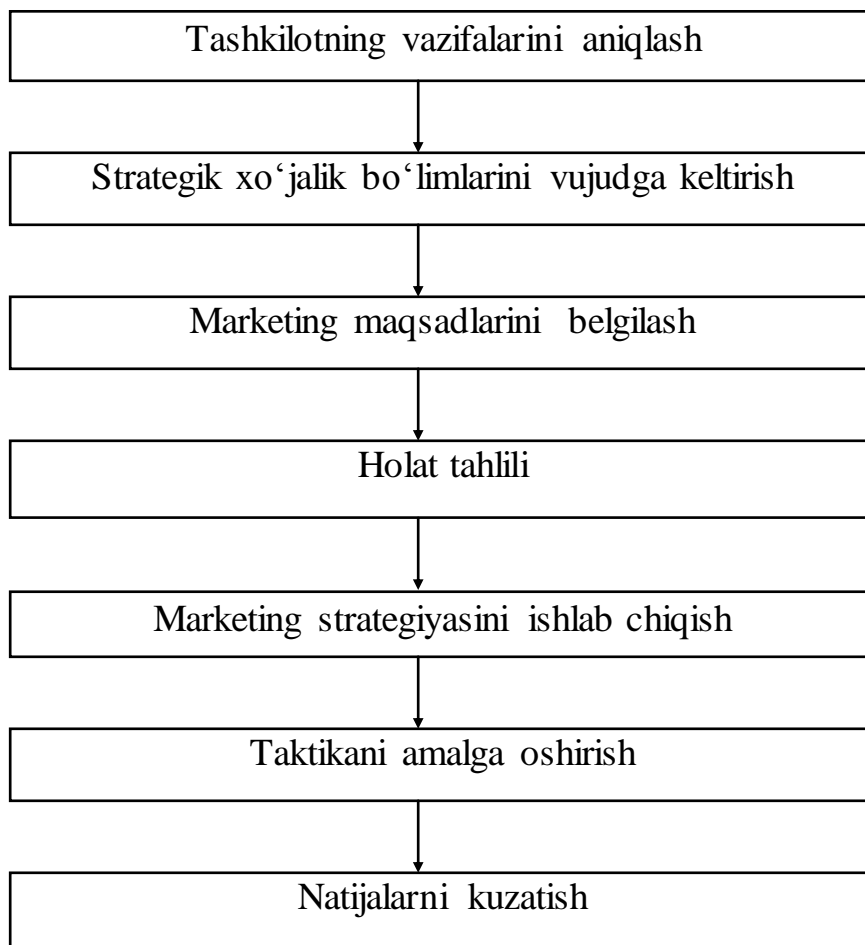 Tashkilotning vazifalarini aniqlash
Strategik xo‘jalik bo‘limlarini vujudga keltirish
Marketing maqsadlarini belgilash
Holat tahlili
Marketing strategiyasini ishlab chiqish
Taktikani amalga oshirish
Natijalarni kuzatish